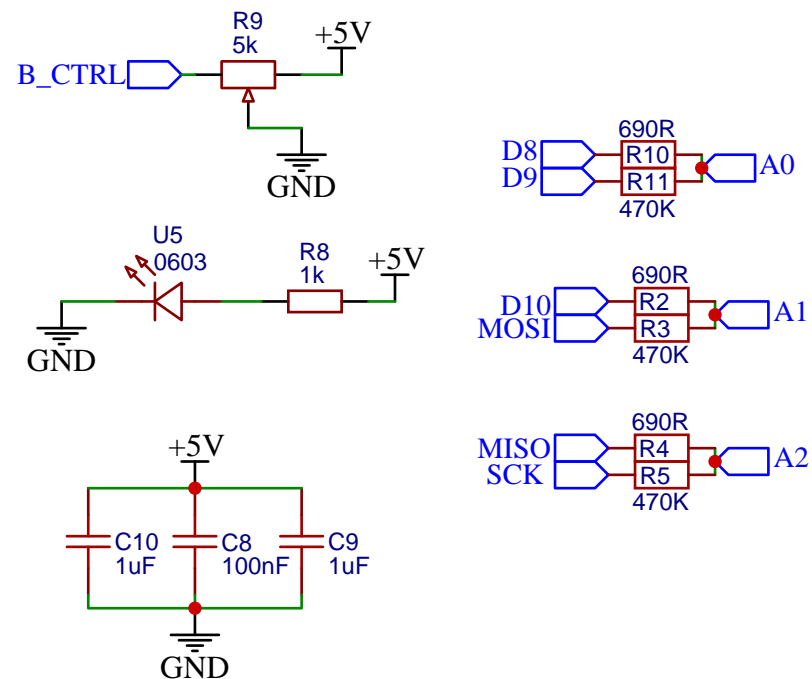 R9
5k
+5V
B_CTRL
GND
U5
0603
R8
1k
+5V
GND
+5V
C10
1uF
C8
100nF
C9
1uF
GND
690R
D8
R10
A0
D9
R11
470K
690R
D10
R2
A1
MOSI
R3
470K
690R
MISO
R4
A2
SCK
R5
470K